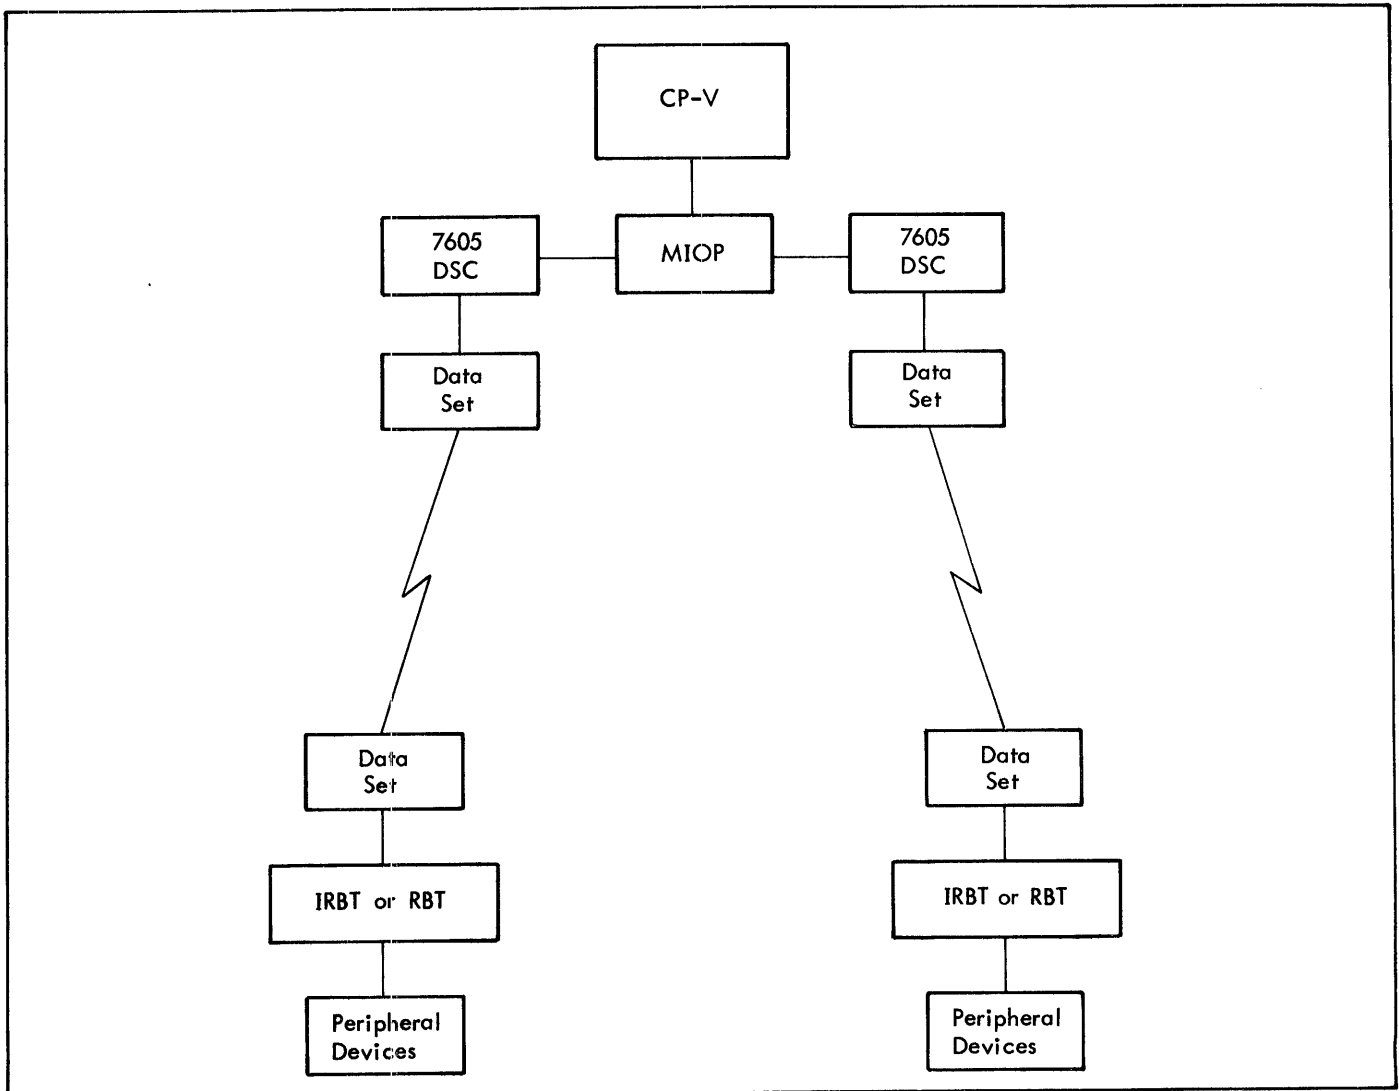 CP-V
7605
DSC
MIOP
7605
DSC
Data
Set
Data
Set
Data
Set
Data
Set
IRBT or RBT
IRBT or RBT
Peripheral
Devices
Peripheral
Devices